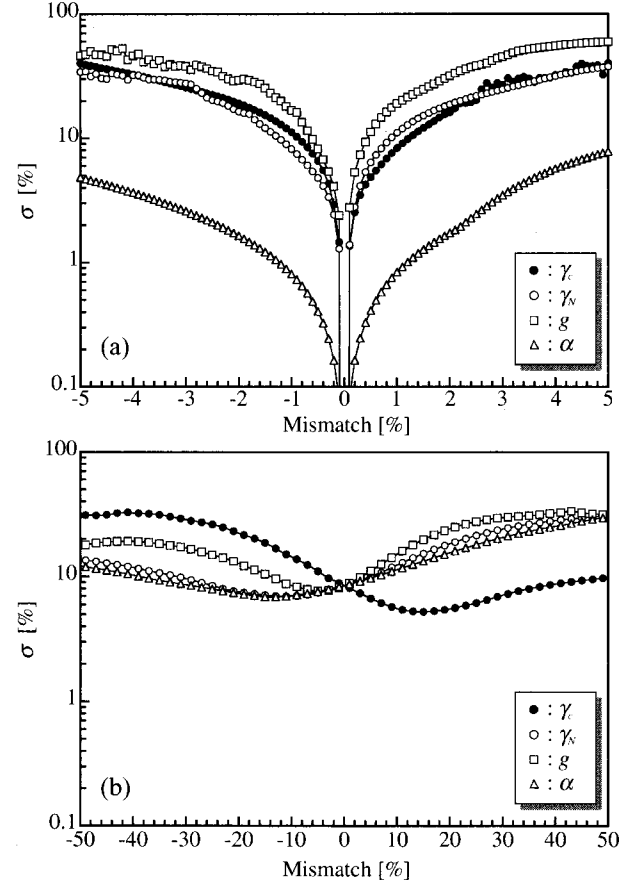 100
10
1
0.1
σ [%]
(a)
● : γc
○ : γN
□ : g
△ : α
-5 -4 -3 -2 -1 0 1 2 3 4 5
Mismatch [%]
100
10
1
0.1
σ [%]
(b)
● : γc
○ : γN
□ : g
△ : α
-50 -40 -30 -20 -10 0 10 20 30 40 50
Mismatch [%]